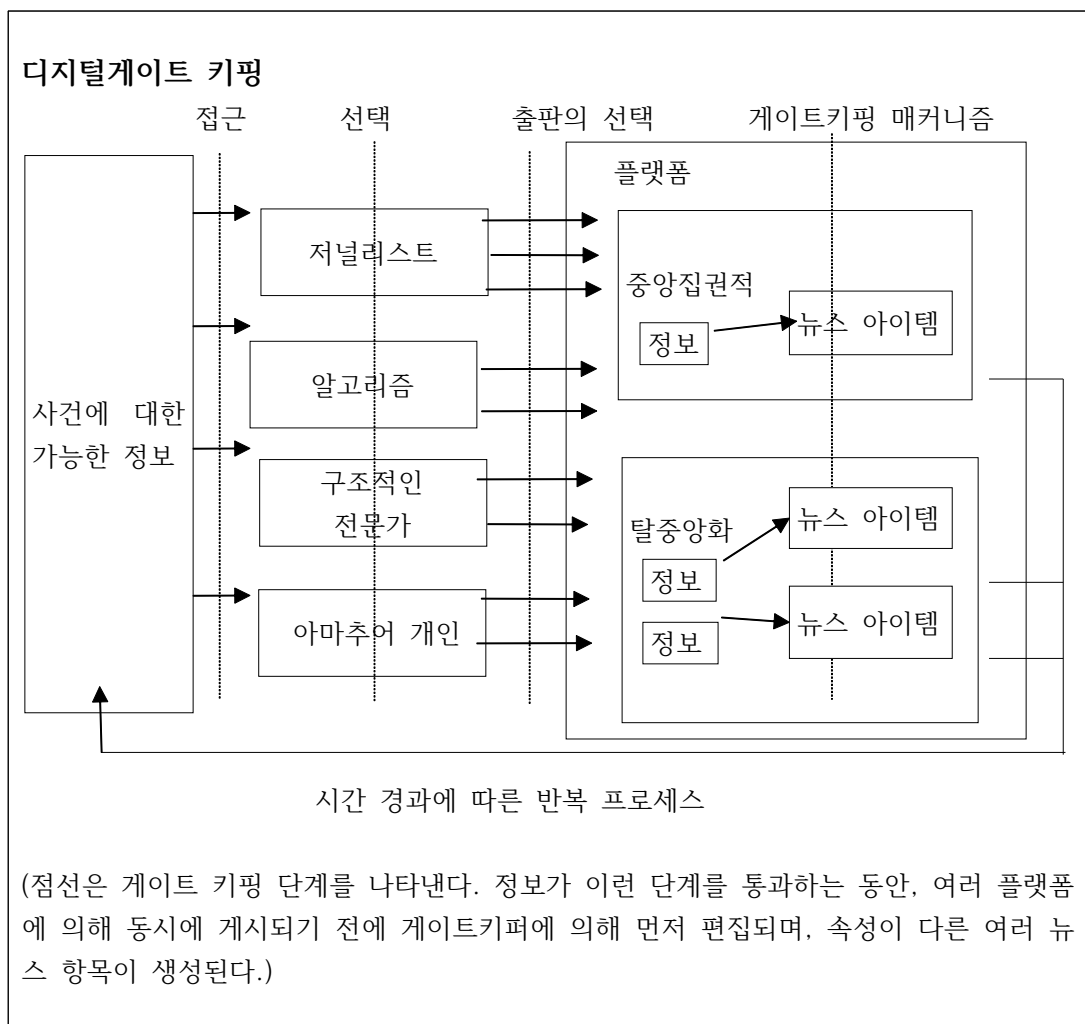 디지털게이트 키핑
접근 선택 출판의 선택 게이트키핑 매커니즘
플랫폼
사건에 대한
가능한 정보
저널리스트
알고리즘
구조적인
전문가
아마추어 개인
중앙집권적
정보
뉴스 아이템
탈중앙화
정보
뉴스 아이템
정보
뉴스 아이템
시간 경과에 따른 반복 프로세스
(점선은 게이트 키핑 단계를 나타낸다. 정보가 이런 단계를 통과하는 동안, 여러 플랫폼
에 의해 동시에 게시되기 전에 게이트키퍼에 의해 먼저 편집되며, 속성이 다른 여러 뉴
스 항목이 생성된다.)